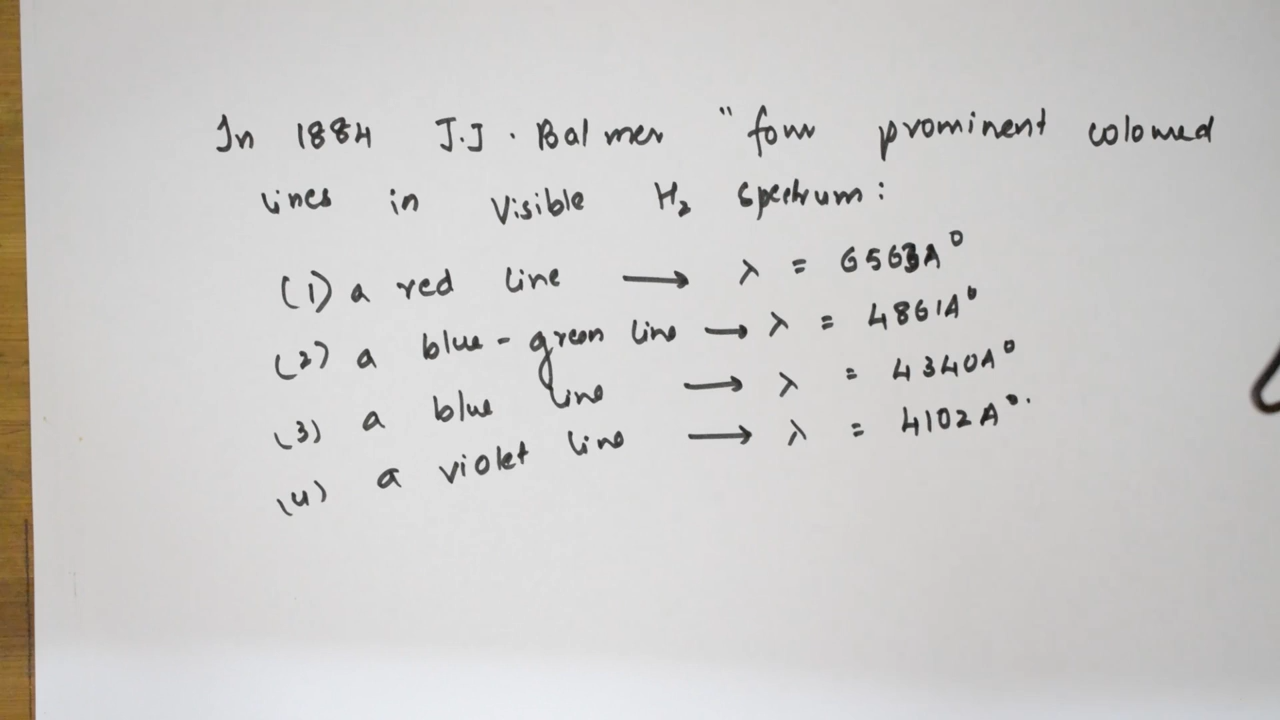 In 1884 J.J. Balmer "four prominent coloured
lines in Visible H₂ spectrum:
(1) a red line → λ = 6563A°
(2) a blue-green line → λ = 4861A°
(3) a blue line → λ = 4340A°
(4) a violet line → λ = 4102A°.